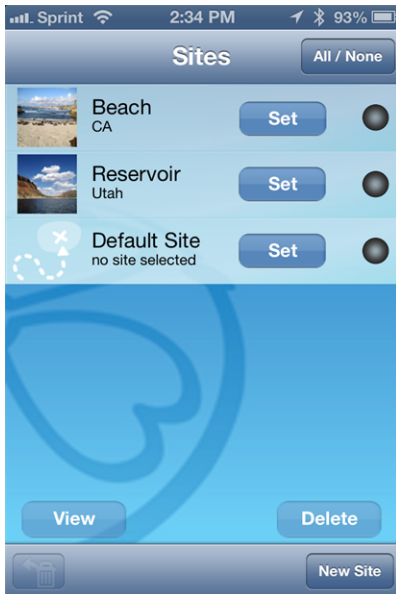 Sprint 2:34 PM 93%
Sites All / None
Beach
CA
Set
Reservoir
Utah
Set
Default Site
no site selected
Set
View Delete
New Site